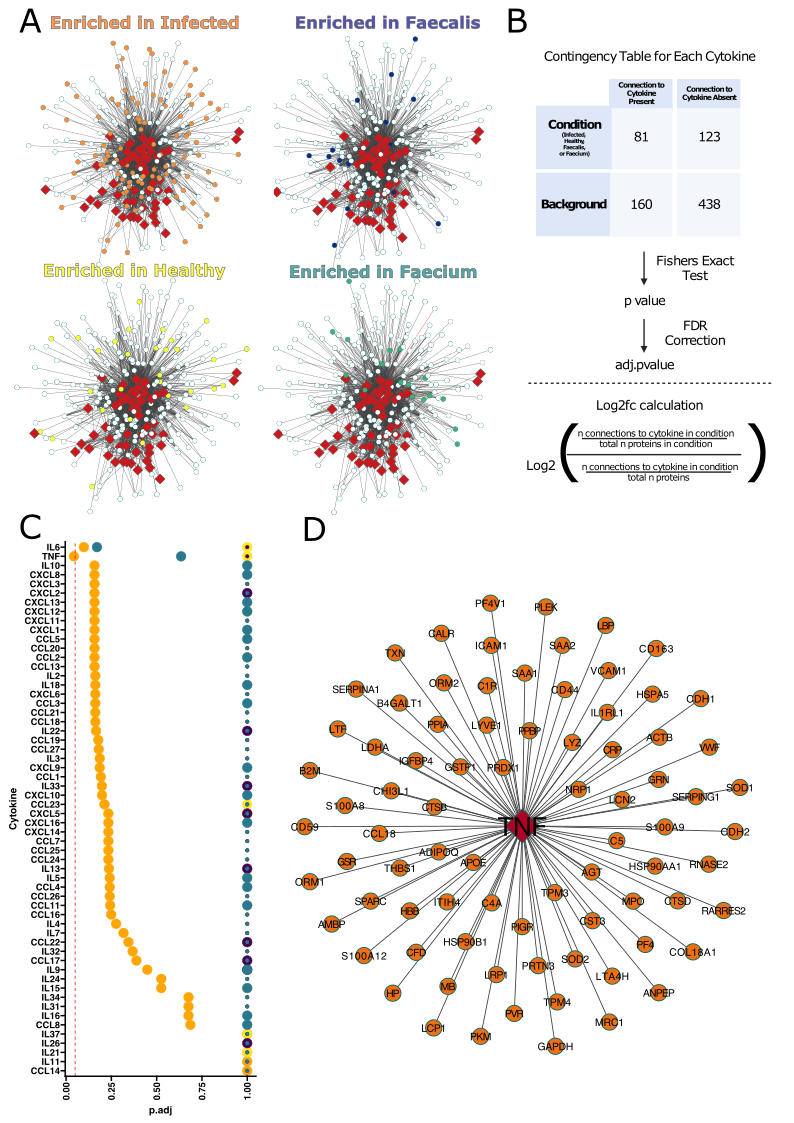 A
Enriched in Infected
Enriched in Faecalis
Enriched in Healthy
Enriched in Faecium
B
Contingency Table for Each Cytokine
Connection to
Cytokine
Present
Connection to
Cytokine Absent
Condition
(Infected,
Healthy,
Faecalis,
or Faecium)
81
123
Background
160
438
Fishers Exact
Test
p value
FDR
Correction
adj.pvalue
Log2fc calculation
Log2
n connections to cytokine in condition
total n proteins in condition
n connections to cytokine in condition
total n proteins
C
Cytokine
IL6
TNF
IL10
CXCL8
CXCL3
CXCL2
CXCL13
CXCL12
CXCL11
CXCL1
CCL5
CCL20
CCL2
CCL13
IL2
IL18
CXCL6
CCL3
CCL21
CCL18
IL22
CCL19
CCL27
IL3
CXCL9
CCL1
IL33
CXCL10
CCL23
CXCL5
CXCL16
CXCL14
CCL7
CCL25
CCL24
IL13
IL5
CCL4
CCL26
CCL11
CCL16
IL4
IL7
CCL22
IL32
CCL17
IL9
IL24
IL15
IL34
IL31
IL16
CCL8
IL37
IL26
IL21
IL11
CCL14
0.00
0.25
0.50
0.75
1.00
p.adj
D
PF4V1
PLEK
LBP
CALR
ICAM1
SAA2
CD163
TXN
SAA1
VCAM1
SERPINA1
ORM2
C1R
CD44
HSPA5
CDH1
B4GALT1
IL1RL1
LTF
PPIA
LYVE1
PPBP
LYZ
CRP
ACTB
VWF
LDHA
B2M
IGFBP4
GSTP1
PRDX1
NRP1
GRN
SOD1
CHI3L1
S100A8
CTSB
LCN2
SERPING1
CD59
CCL18
TNF
C5
S100A9
CDH2
GSR
ADIPOQ
APOE
THBS1
ORM1
AGT
HSP90AA1
RNASE2
SPARC
HBB
ITIH4
C4A
TPM3
MPO
CTSD
RARRES2
AMBP
PIGR
CST3
S100A12
CFD
HSP90B1
PF4
COL18A1
PRTN3
SOD2
HP
MB
LRP1
LTA4H
ANPEP
LCP1
PVR
TPM4
MRC1
PKM
GAPDH